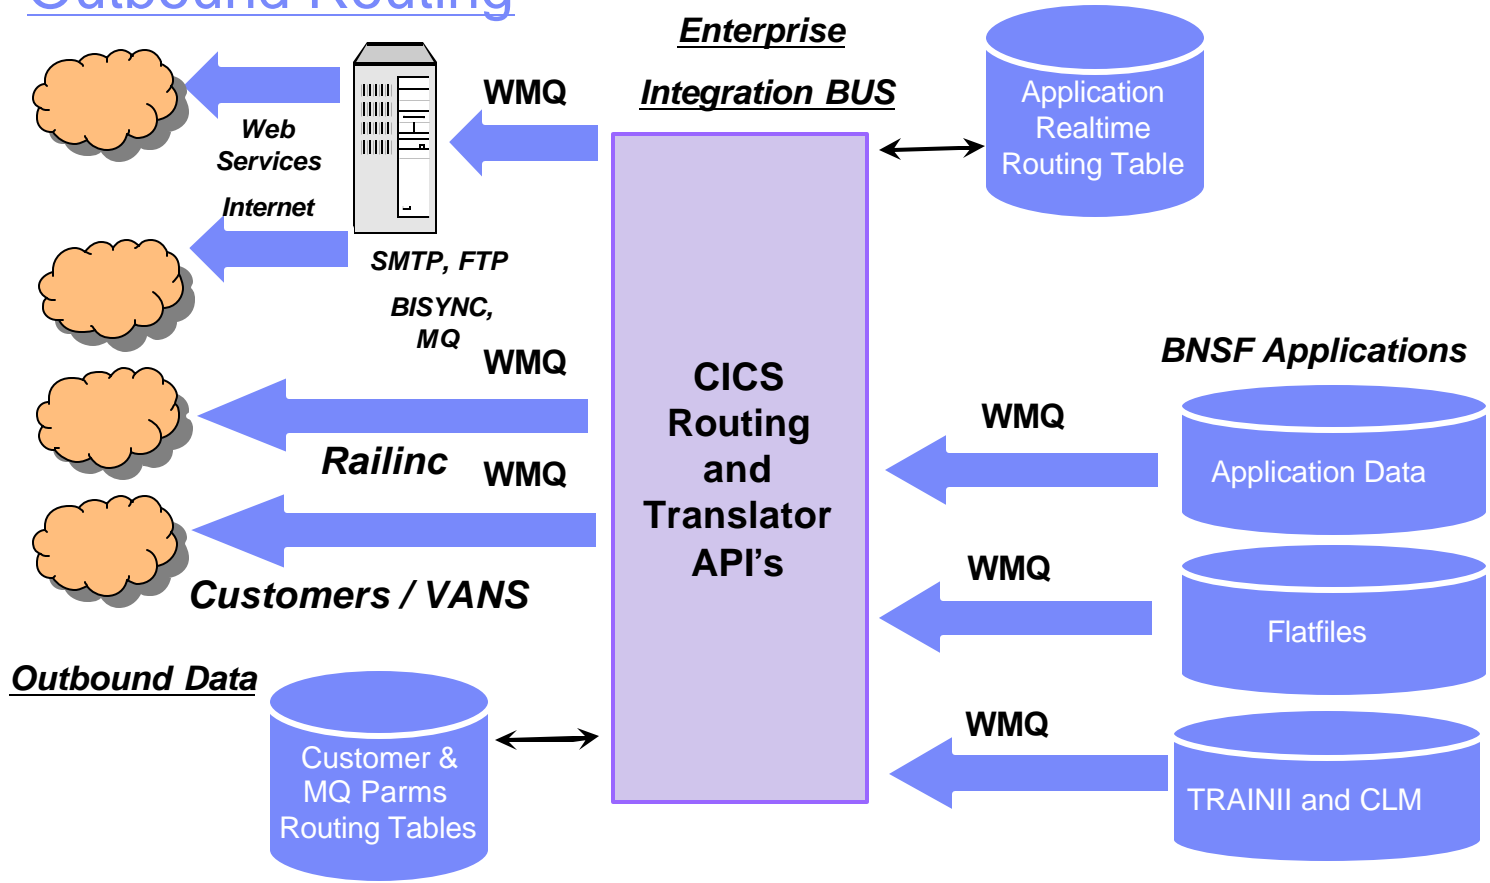 Outbound Routing
Enterprise
Integration BUS
WMQ
Application
Realtime
Routing Table
Web
Services
Internet
SMTP, FTP
BISYNC,
MQ
WMQ
Railinc
WMQ
Customers / VANS
CICS
Routing
and
Translator
API's
BNSF Applications
WMQ
Application Data
WMQ
Flatfiles
WMQ
TRAINII and CLM
Outbound Data
Customer &
MQ Parms
Routing Tables